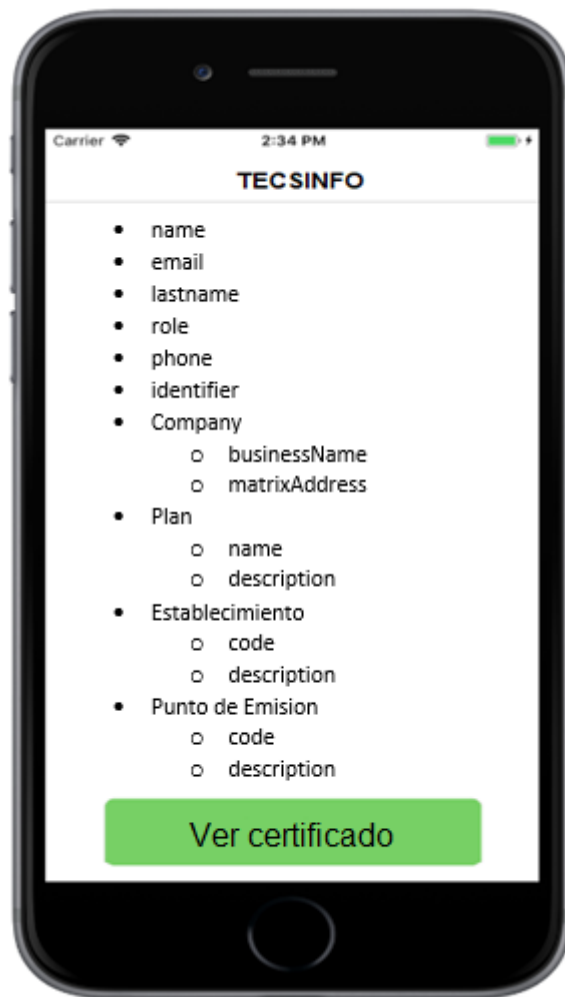 Carrier 2:34 PM
TECSINFO
• name
• email
• lastname
• role
• phone
• identifier
• Company
o businessName
o matrixAddress
• Plan
o name
o description
• Establecimiento
o code
o description
• Punto de Emision
o code
o description
Ver certificado